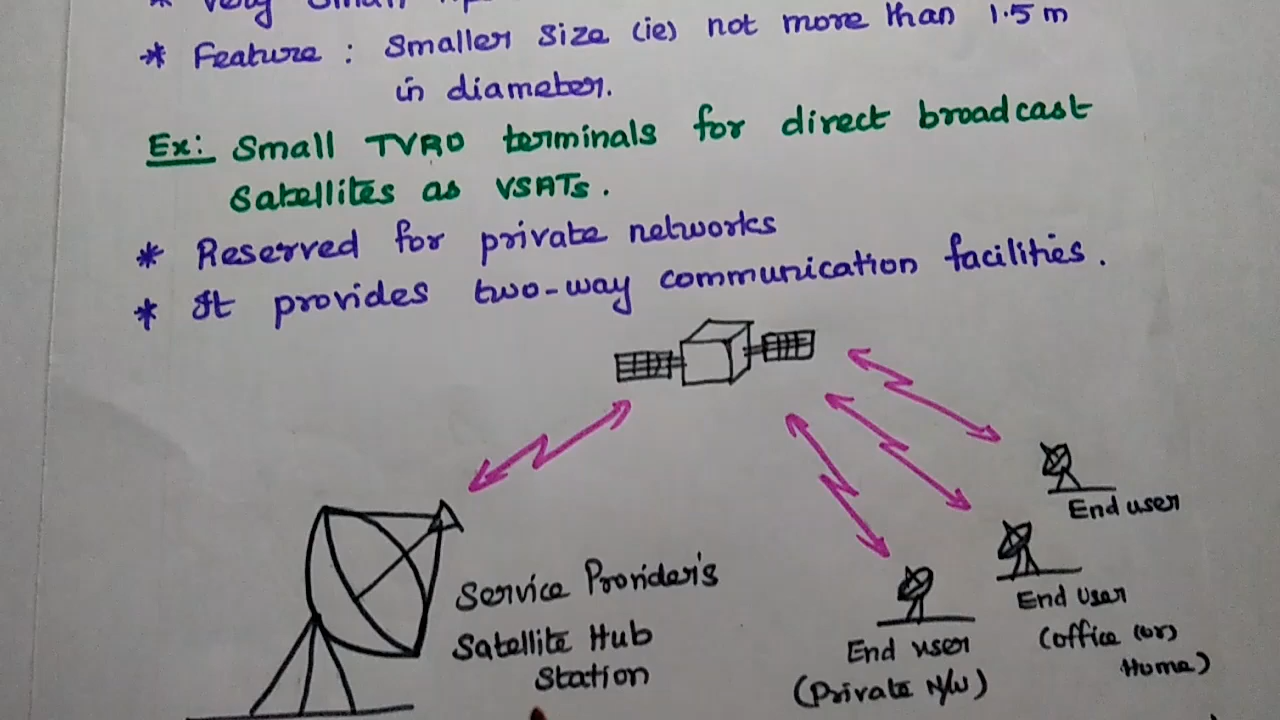 * Very Small
* Feature : Smaller Size (ie) not more than 1.5 m
in diameter.
Ex: Small TVRO terminals for direct broadcast
Satellites as VSATs.
* Reserved for private networks
* It provides two-way communication facilities.
End user
Service Provider's
Satellite Hub
Station
End user
(office (or)
Home)
End user
(Private N/W)